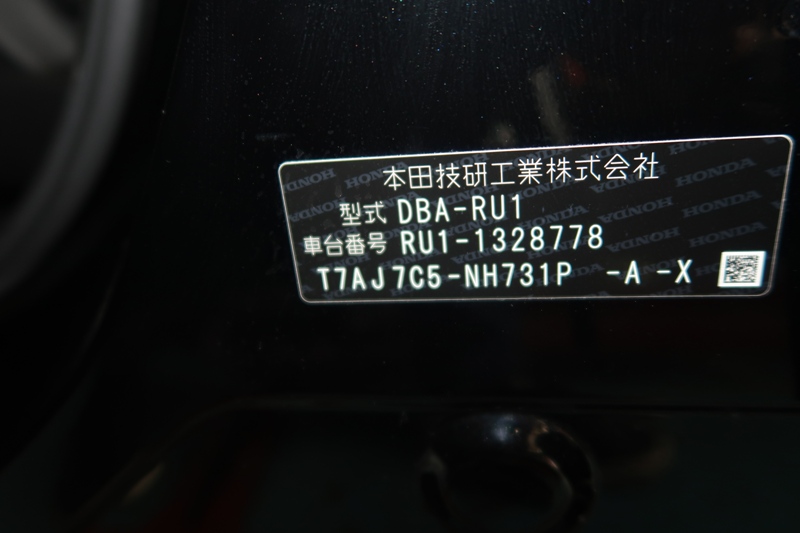 本田技研工業株式会社
型式 DBA-RU1
車台番号 RU1-1328778
T7AJ7C5-NH731P -A -X